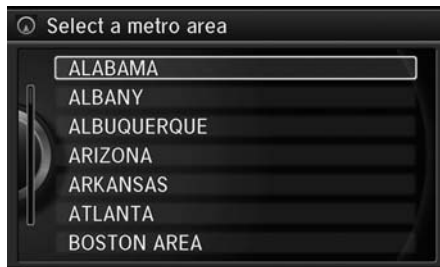 Select a metro area
ALABAMA
ALBANY
ALBUQUERQUE
ARIZONA
ARKANSAS
ATLANTA
BOSTON AREA